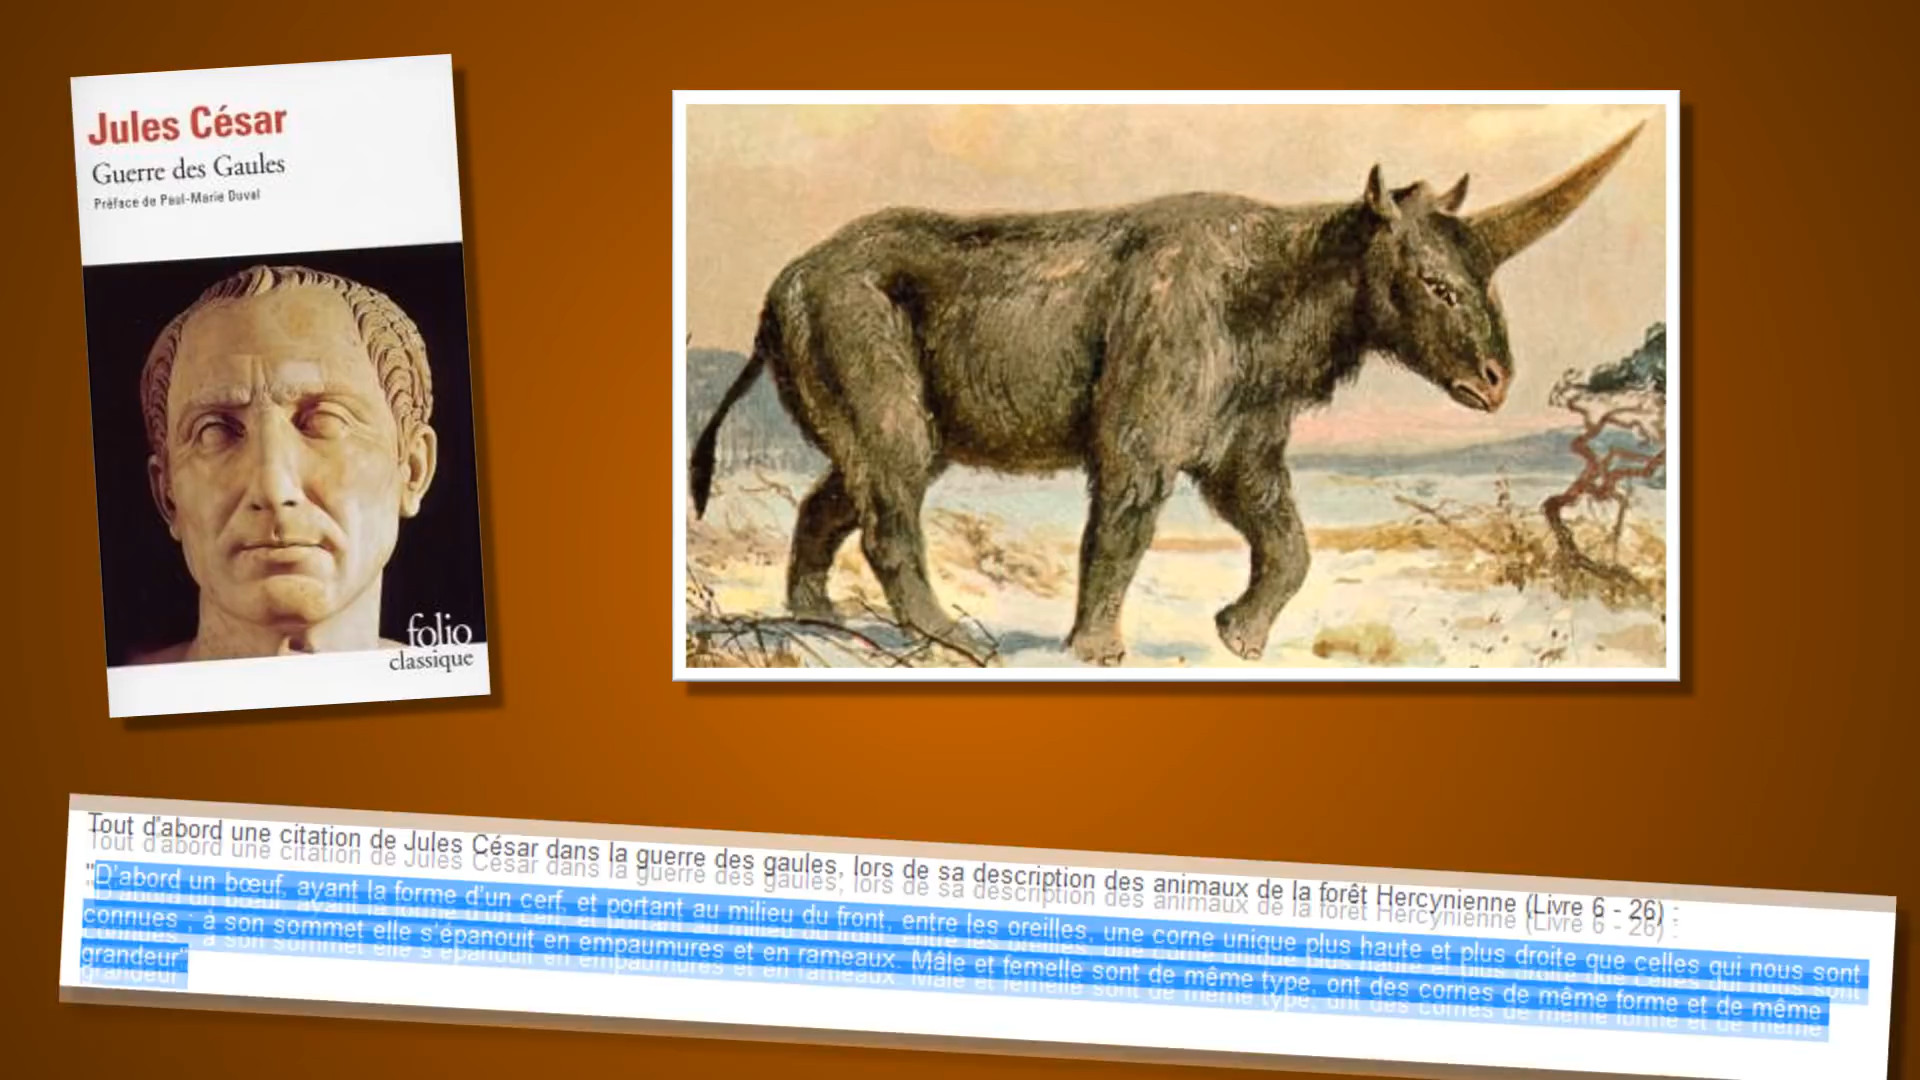 Jules César
Guerre des Gaules
Préface de Paul-Marie Duval
folio
classique
Tout d'abord une citation de Jules César dans la guerre des gaules, lors de sa description des animaux de la forêt Hercynienne (Livre 6 - 26) :
"D'abord un bœuf, ayant la forme d'un cerf, et portant au milieu du front, entre les oreilles, une corne unique plus haute et plus droite que celles qui nous sont
connues ; à son sommet elle s'épanouit en empaumures et en rameaux. Mâle et femelle sont de même type, ont des cornes de même forme et de même
grandeur"